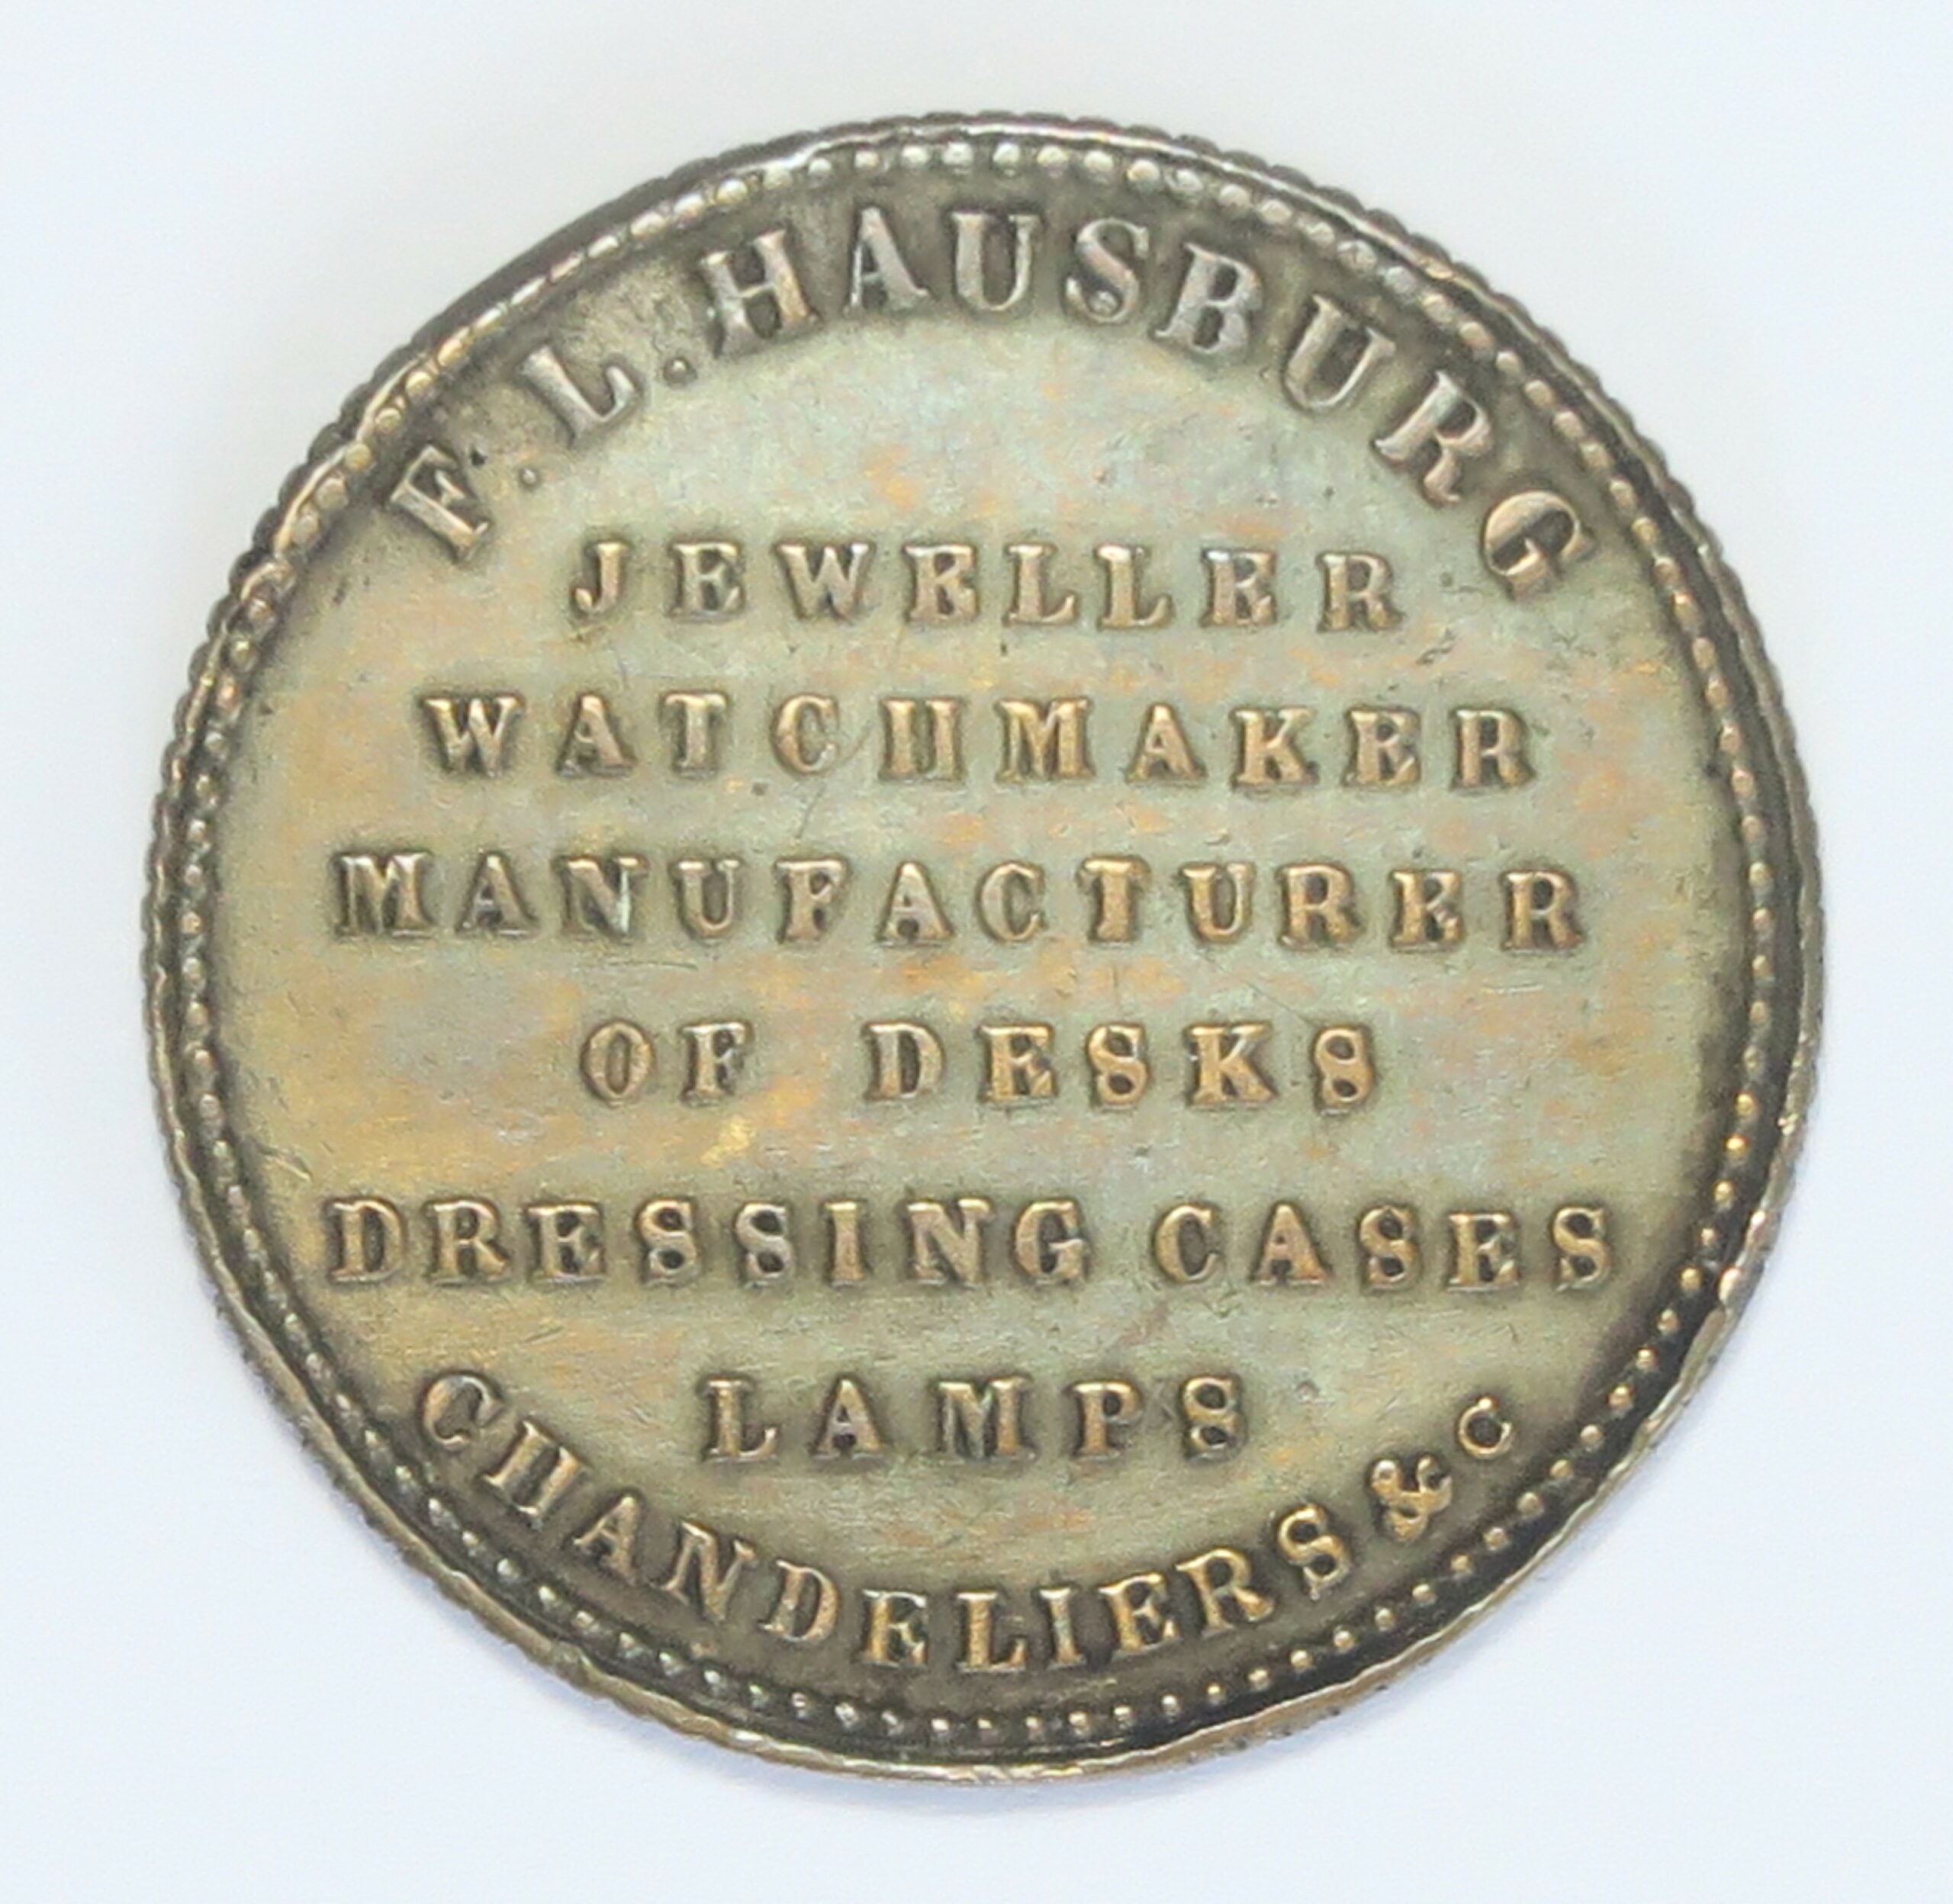 F.L.HAUSBURG
JEWELLER
WATCHMAKER
MANUFACTURER
OF DESKS
DRESSING CASES
LAMPS
CHANDELIERS & C